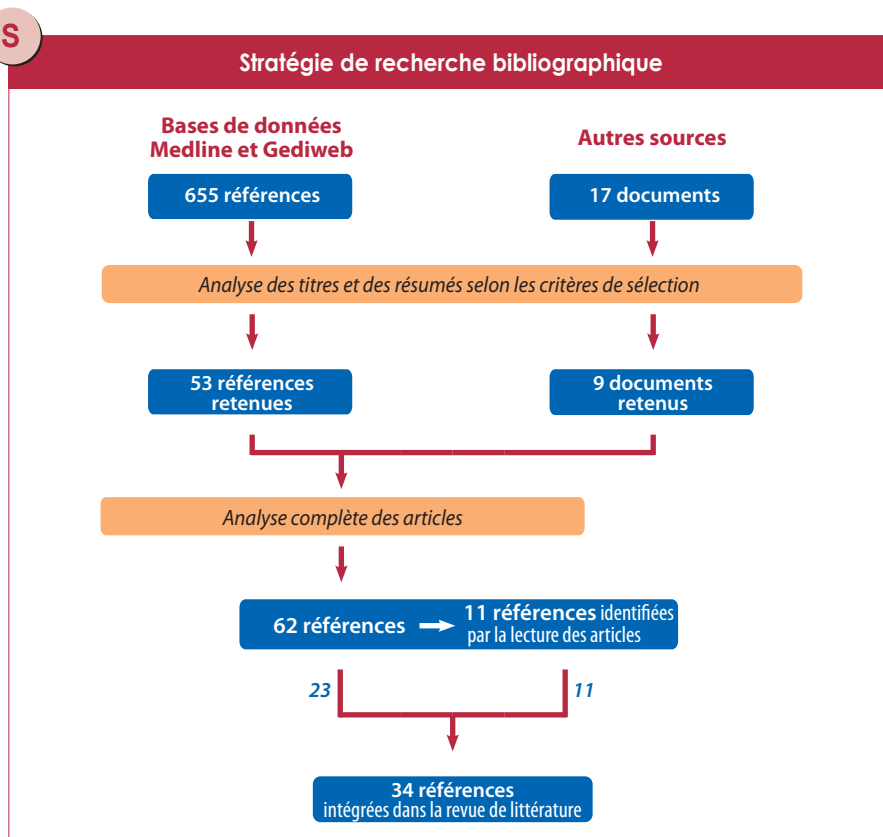 S
Stratégie de recherche bibliographique
Bases de données
Medline et Gediweb
Autres sources
655 références
17 documents
Analyse des titres et des résumés selon les critères de sélection
53 références
retenues
9 documents
retenus
Analyse complète des articles
62 références
11 références identifiées
par la lecture des articles
23
11
34 références
intégrées dans la revue de littérature